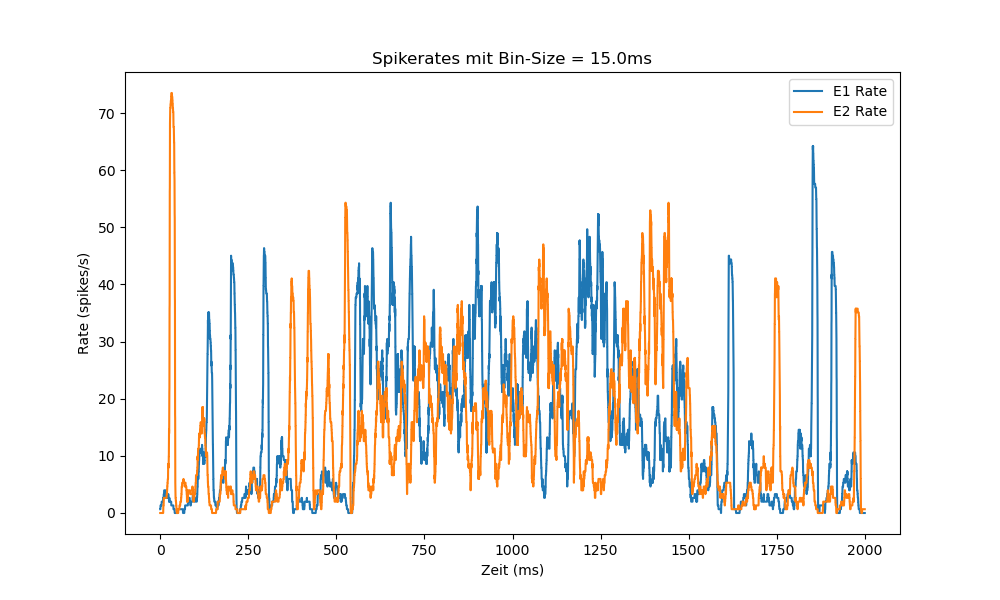 Spikerates mit Bin-Size = 15.0ms
E1 Rate
E2 Rate
70
60
50
40
30
20
10
0
Rate (spikes/s)
0 250 500 750 1000 1250 1500 1750 2000
Zeit (ms)